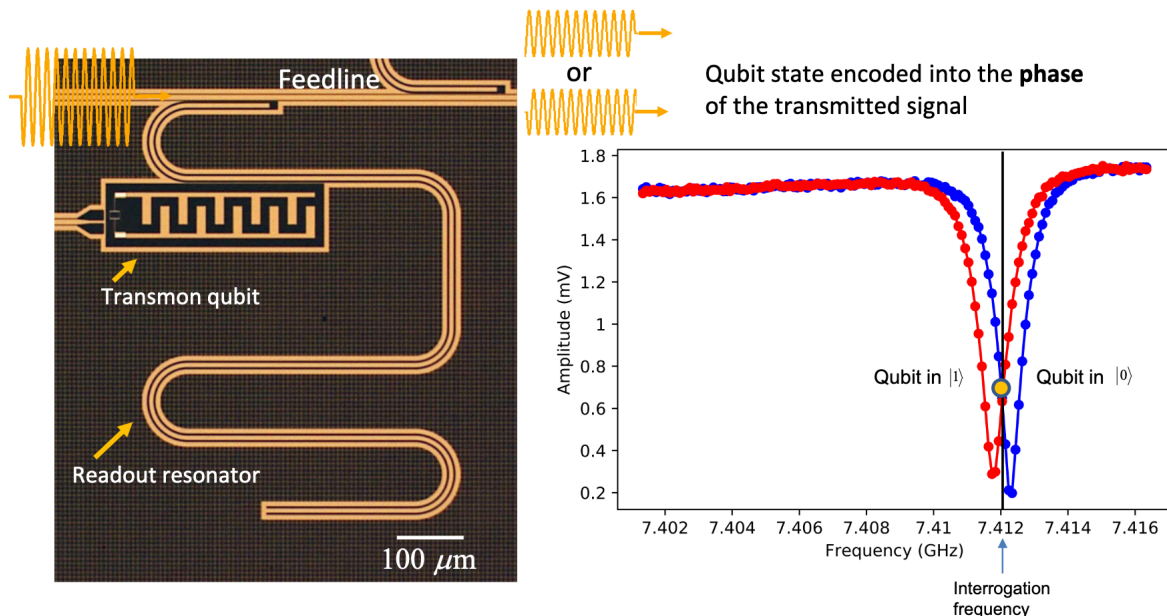 Feedline
or
Qubit state encoded into the phase
of the transmitted signal
Transmon qubit
Readout resonator
100 μm
1.8
1.6
1.4
1.2
1
0.8
0.6
0.4
0.2
Amplitude (mV)
Qubit in |1⟩
Qubit in |0⟩
7.402 7.404 7.406 7.408 7.41 7.412 7.414 7.416
Frequency (GHz)
Interrogation
frequency